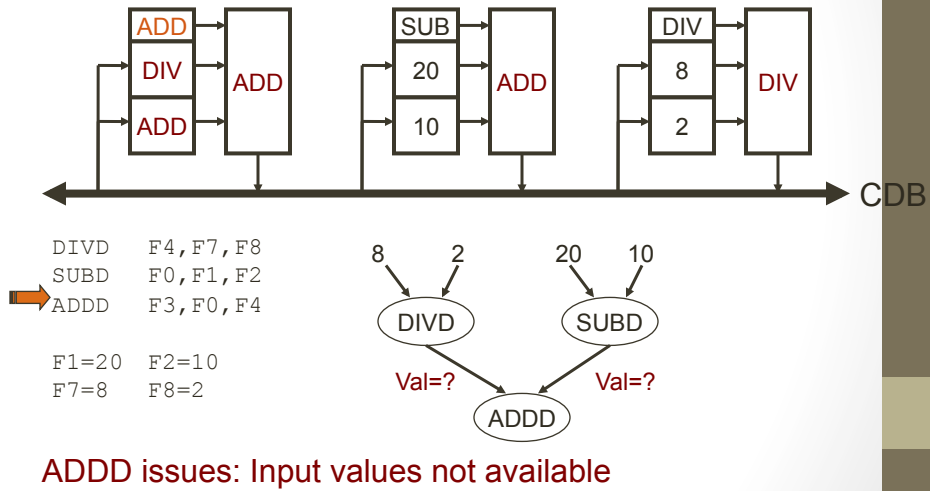 ADD
DIV
ADD
ADD
SUB
20
10
ADD
DIV
8
2
DIV
CDB
DIVD F4,F7,F8
SUBD F0,F1,F2
ADDD F3,F0,F4
F1=20 F2=10
F7=8 F8=2
8 2 20 10
DIVD SUBD
Val=? Val=?
ADDD
ADDD issues: Input values not available